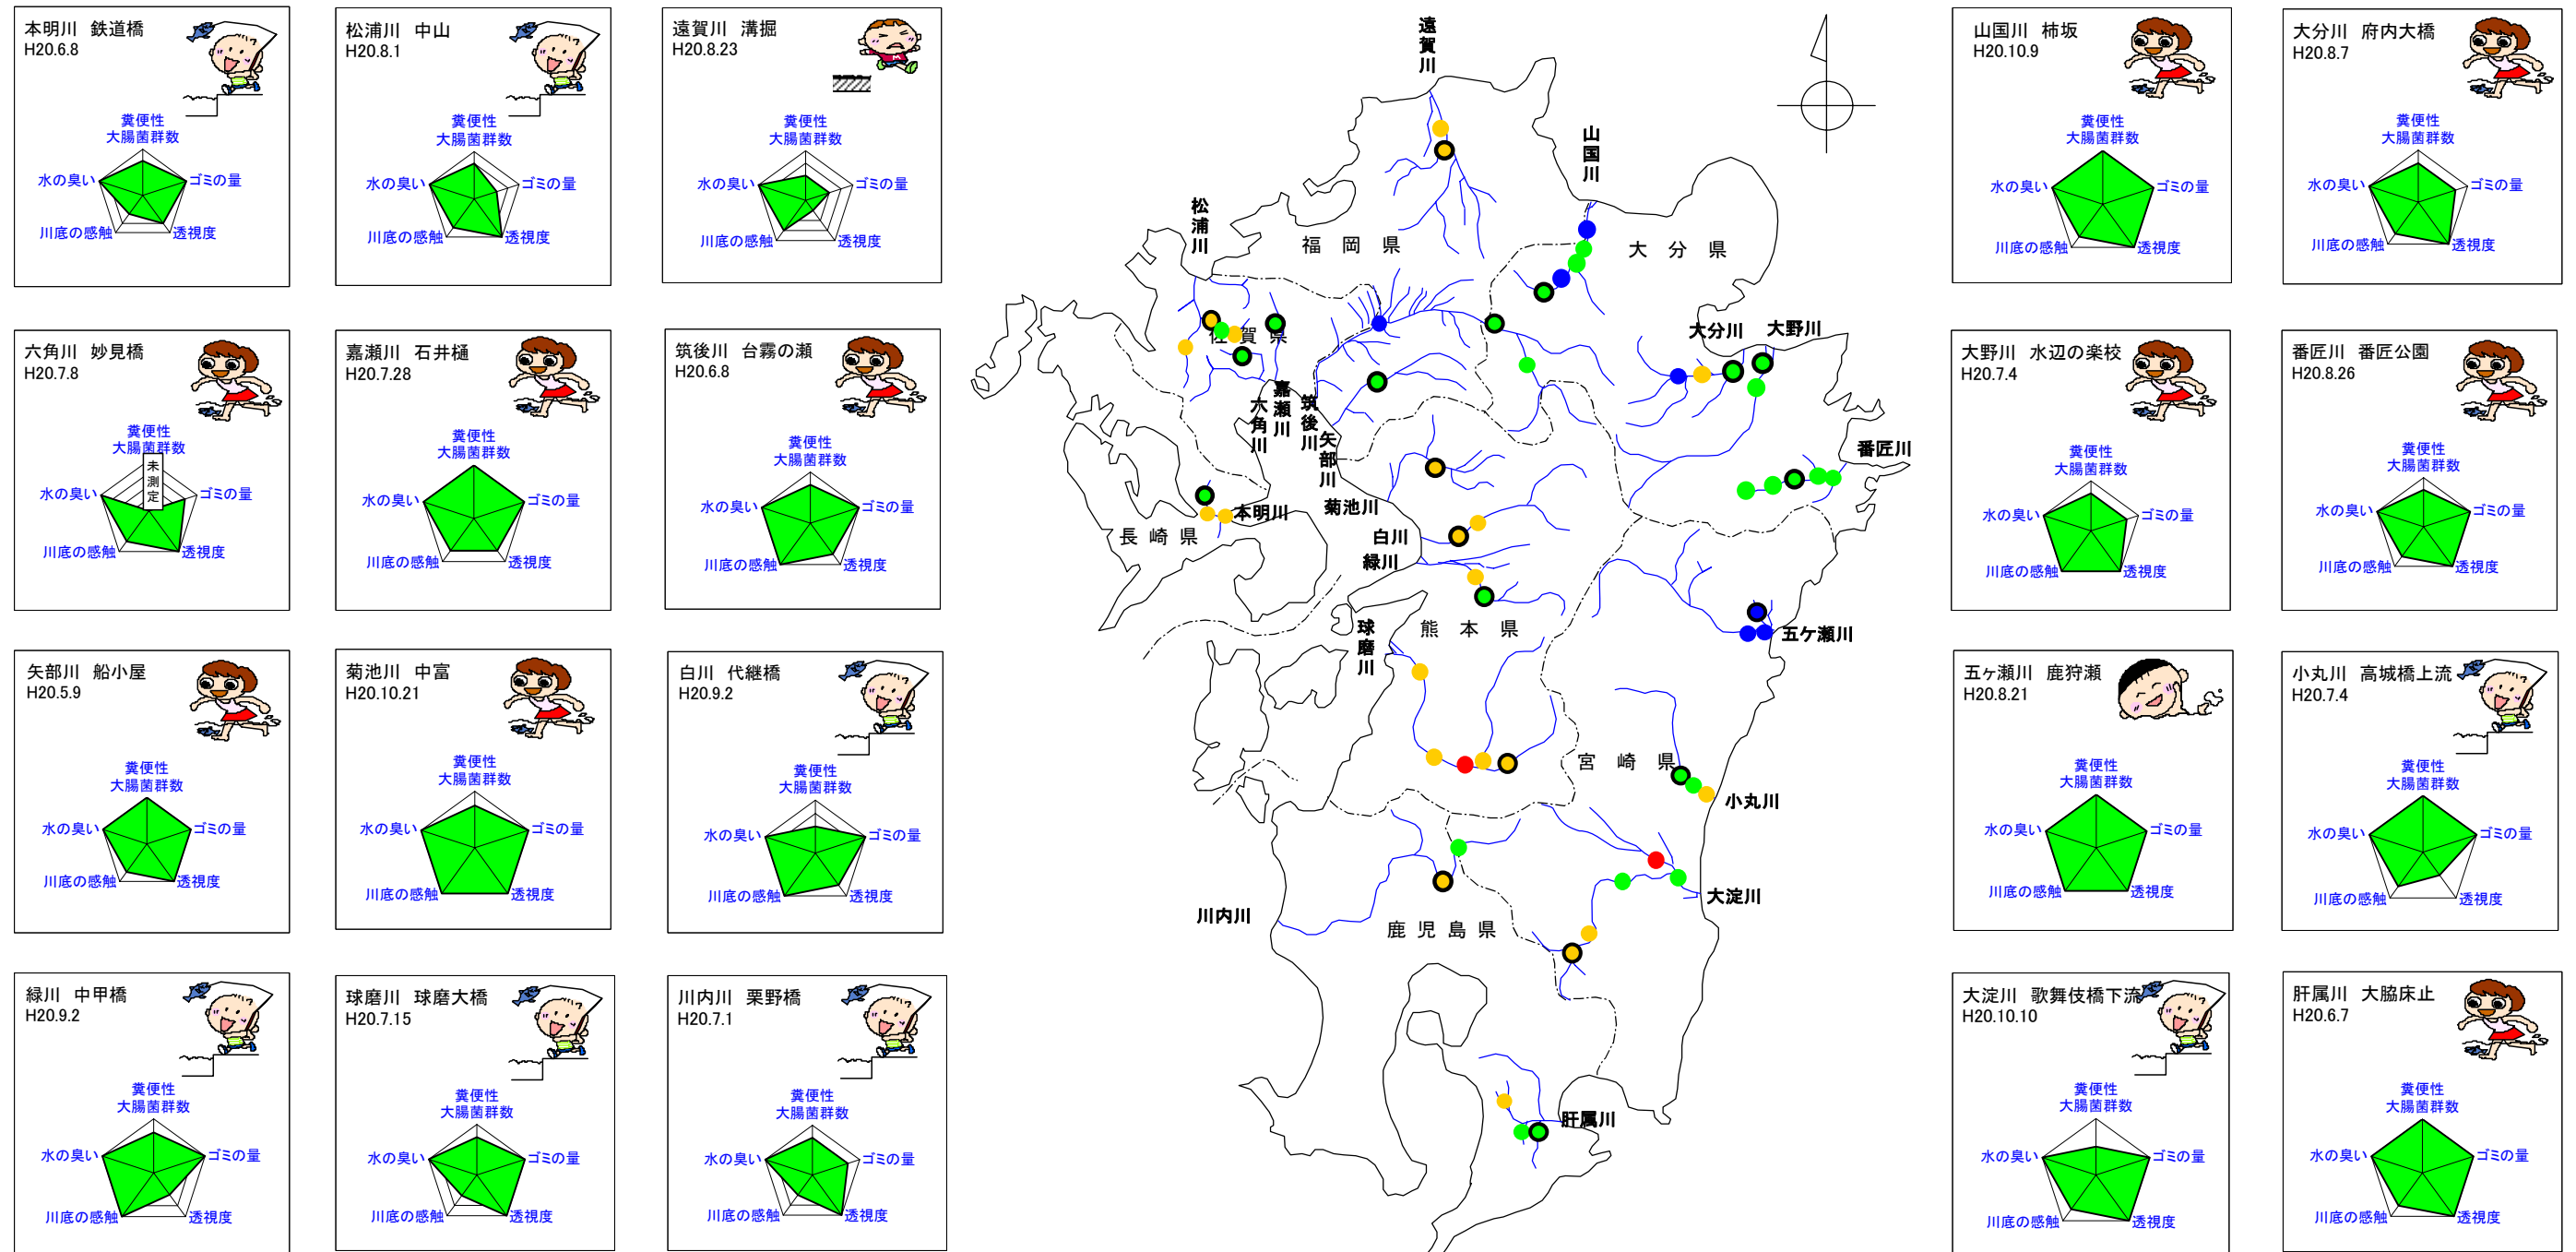 本明川 鉄道橋
H20.6.8
糞便性
大腸菌群数
水の臭い
ゴミの量
川底の感触
透視度
松浦川 中山
H20.8.1
糞便性
大腸菌群数
水の臭い
ゴミの量
川底の感触
透視度
遠賀川 溝掘
H20.8.23
糞便性
大腸菌群数
水の臭い
ゴミの量
川底の感触
透視度
六角川 妙見橋
H20.7.8
糞便性
大腸菌群数
未測定
水の臭い
ゴミの量
川底の感触
透視度
嘉瀬川 石井樋
H20.7.28
糞便性
大腸菌群数
水の臭い
ゴミの量
川底の感触
透視度
筑後川 台霧の瀬
H20.6.8
糞便性
大腸菌群数
水の臭い
ゴミの量
川底の感触
透視度
矢部川 船小屋
H20.5.9
糞便性
大腸菌群数
水の臭い
ゴミの量
川底の感触
透視度
菊池川 中富
H20.10.21
糞便性
大腸菌群数
水の臭い
ゴミの量
川底の感触
透視度
白川 代継橋
H20.9.2
糞便性
大腸菌群数
水の臭い
ゴミの量
川底の感触
透視度
緑川 中甲橋
H20.9.2
糞便性
大腸菌群数
水の臭い
ゴミの量
川底の感触
透視度
球磨川 球磨大橋
H20.7.15
糞便性
大腸菌群数
水の臭い
ゴミの量
川底の感触
透視度
川内川 栗野橋
H20.7.1
糞便性
大腸菌群数
水の臭い
ゴミの量
川底の感触
透視度
遠賀川
山国川
松浦川
福岡県
大分県
大分川
大野川
佐賀県
嘉瀬川
六角川
筑後川
矢部川
番匠川
菊池川
本明川
長崎県
白川
緑川
熊本県
球磨川
五ケ瀬川
宮崎県
小丸川
大淀川
川内川
鹿児島県
肝属川
山国川 柿坂
H20.10.9
糞便性
大腸菌群数
水の臭い
ゴミの量
川底の感触
透視度
大分川 府内大橋
H20.8.7
糞便性
大腸菌群数
水の臭い
ゴミの量
川底の感触
透視度
大野川 水辺の楽校
H20.7.4
糞便性
大腸菌群数
水の臭い
ゴミの量
川底の感触
透視度
番匠川 番匠公園
H20.8.26
糞便性
大腸菌群数
水の臭い
ゴミの量
川底の感触
透視度
五ヶ瀬川 鹿狩瀬
H20.8.21
糞便性
大腸菌群数
水の臭い
ゴミの量
川底の感触
透視度
小丸川 高城橋上流
H20.7.4
糞便性
大腸菌群数
水の臭い
ゴミの量
川底の感触
透視度
大淀川 歌舞伎橋下流
H20.10.10
糞便性
大腸菌群数
水の臭い
ゴミの量
川底の感触
透視度
肝属川 大脇床止
H20.6.7
糞便性
大腸菌群数
水の臭い
ゴミの量
川底の感触
透視度